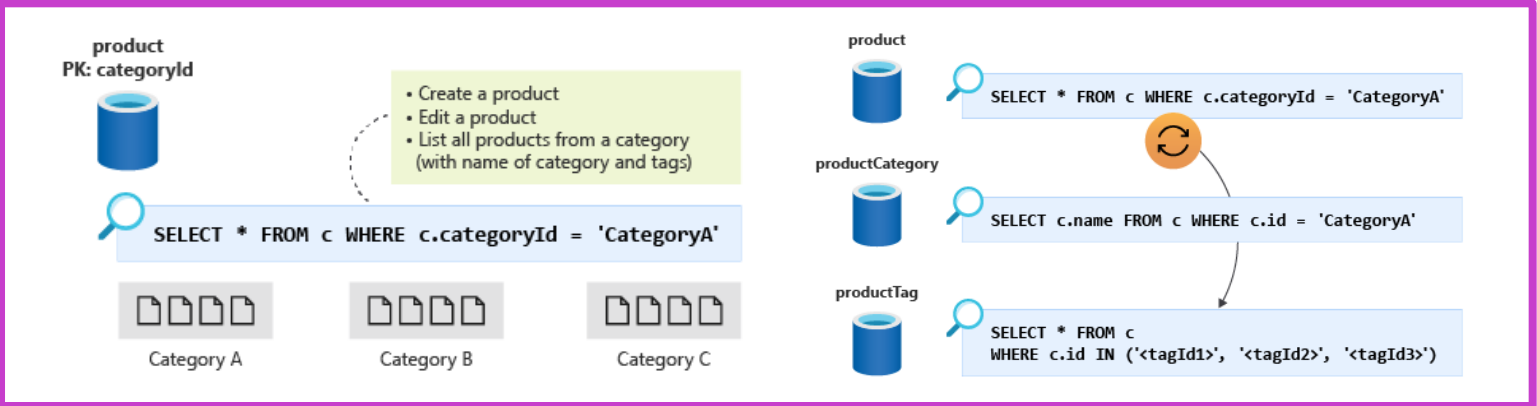 product
PK: categoryId
• Create a product
• Edit a product
• List all products from a category
(with name of category and tags)
SELECT * FROM c WHERE c.categoryId = 'CategoryA'
Category A
Category B
Category C
product
SELECT * FROM c WHERE c.categoryId = 'CategoryA'
productCategory
SELECT c.name FROM c WHERE c.id = 'CategoryA'
productTag
SELECT * FROM c
WHERE c.id IN ('<tagId1>', '<tagId2>', '<tagId3>')